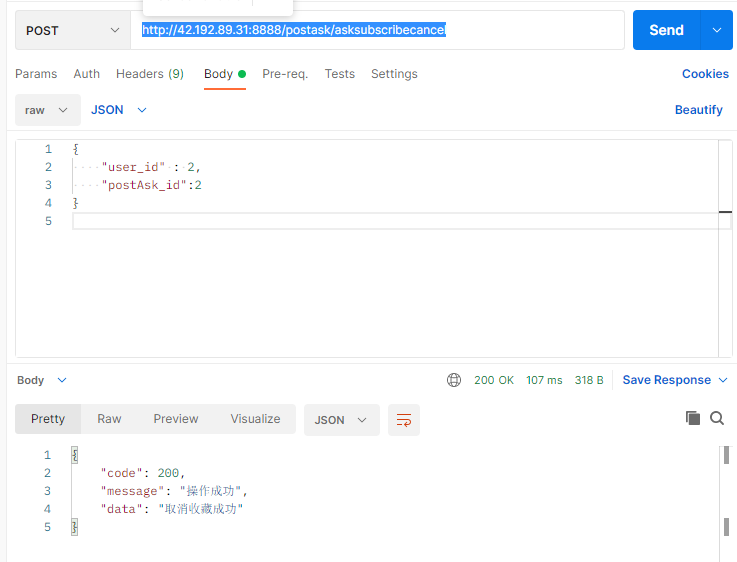 POST
http://42.192.89.31:8888/postask/asksubscribecancel
Send
Params Auth Headers (9) Body Pre-req. Tests Settings Cookies
raw JSON Beautify
1 {
2 "user_id" : 2,
3 "postAsk_id":2
4 }
5
Body 200 OK 107 ms 318 B Save Response
Pretty Raw Preview Visualize JSON
1 {
2 "code": 200,
3 "message": "操作成功",
4 "data": "取消收藏成功"
5 }